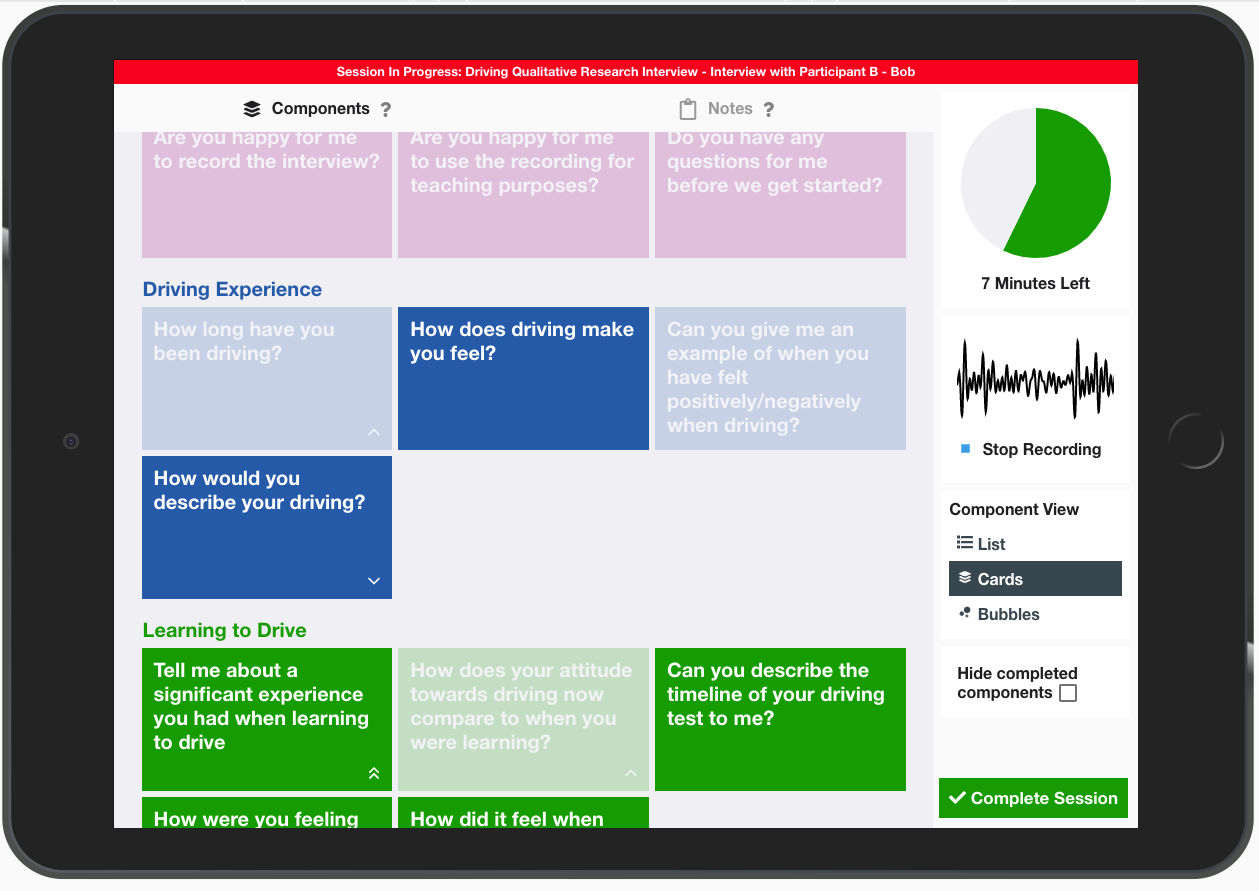 Session In Progress: Driving Qualitative Research Interview - Interview with Participant B - Bob
Components ?
Notes ?
Are you happy for me
to record the interview?
Are you happy for me
to use the recording for
teaching purposes?
Do you have any
questions for me
before we get started?
Driving Experience
How long have you
been driving?
How does driving make
you feel?
Can you give me an
example of when you
have felt
positively/negatively
when driving?
How would you
describe your driving?
Learning to Drive
Tell me about a
significant experience
you had when learning
to drive
How does your attitude
towards driving now
compare to when you
were learning?
Can you describe the
timeline of your driving
test to me?
How were you feeling
How did it feel when
7 Minutes Left
Stop Recording
Component View
List
Cards
Bubbles
Hide completed
components
Complete Session